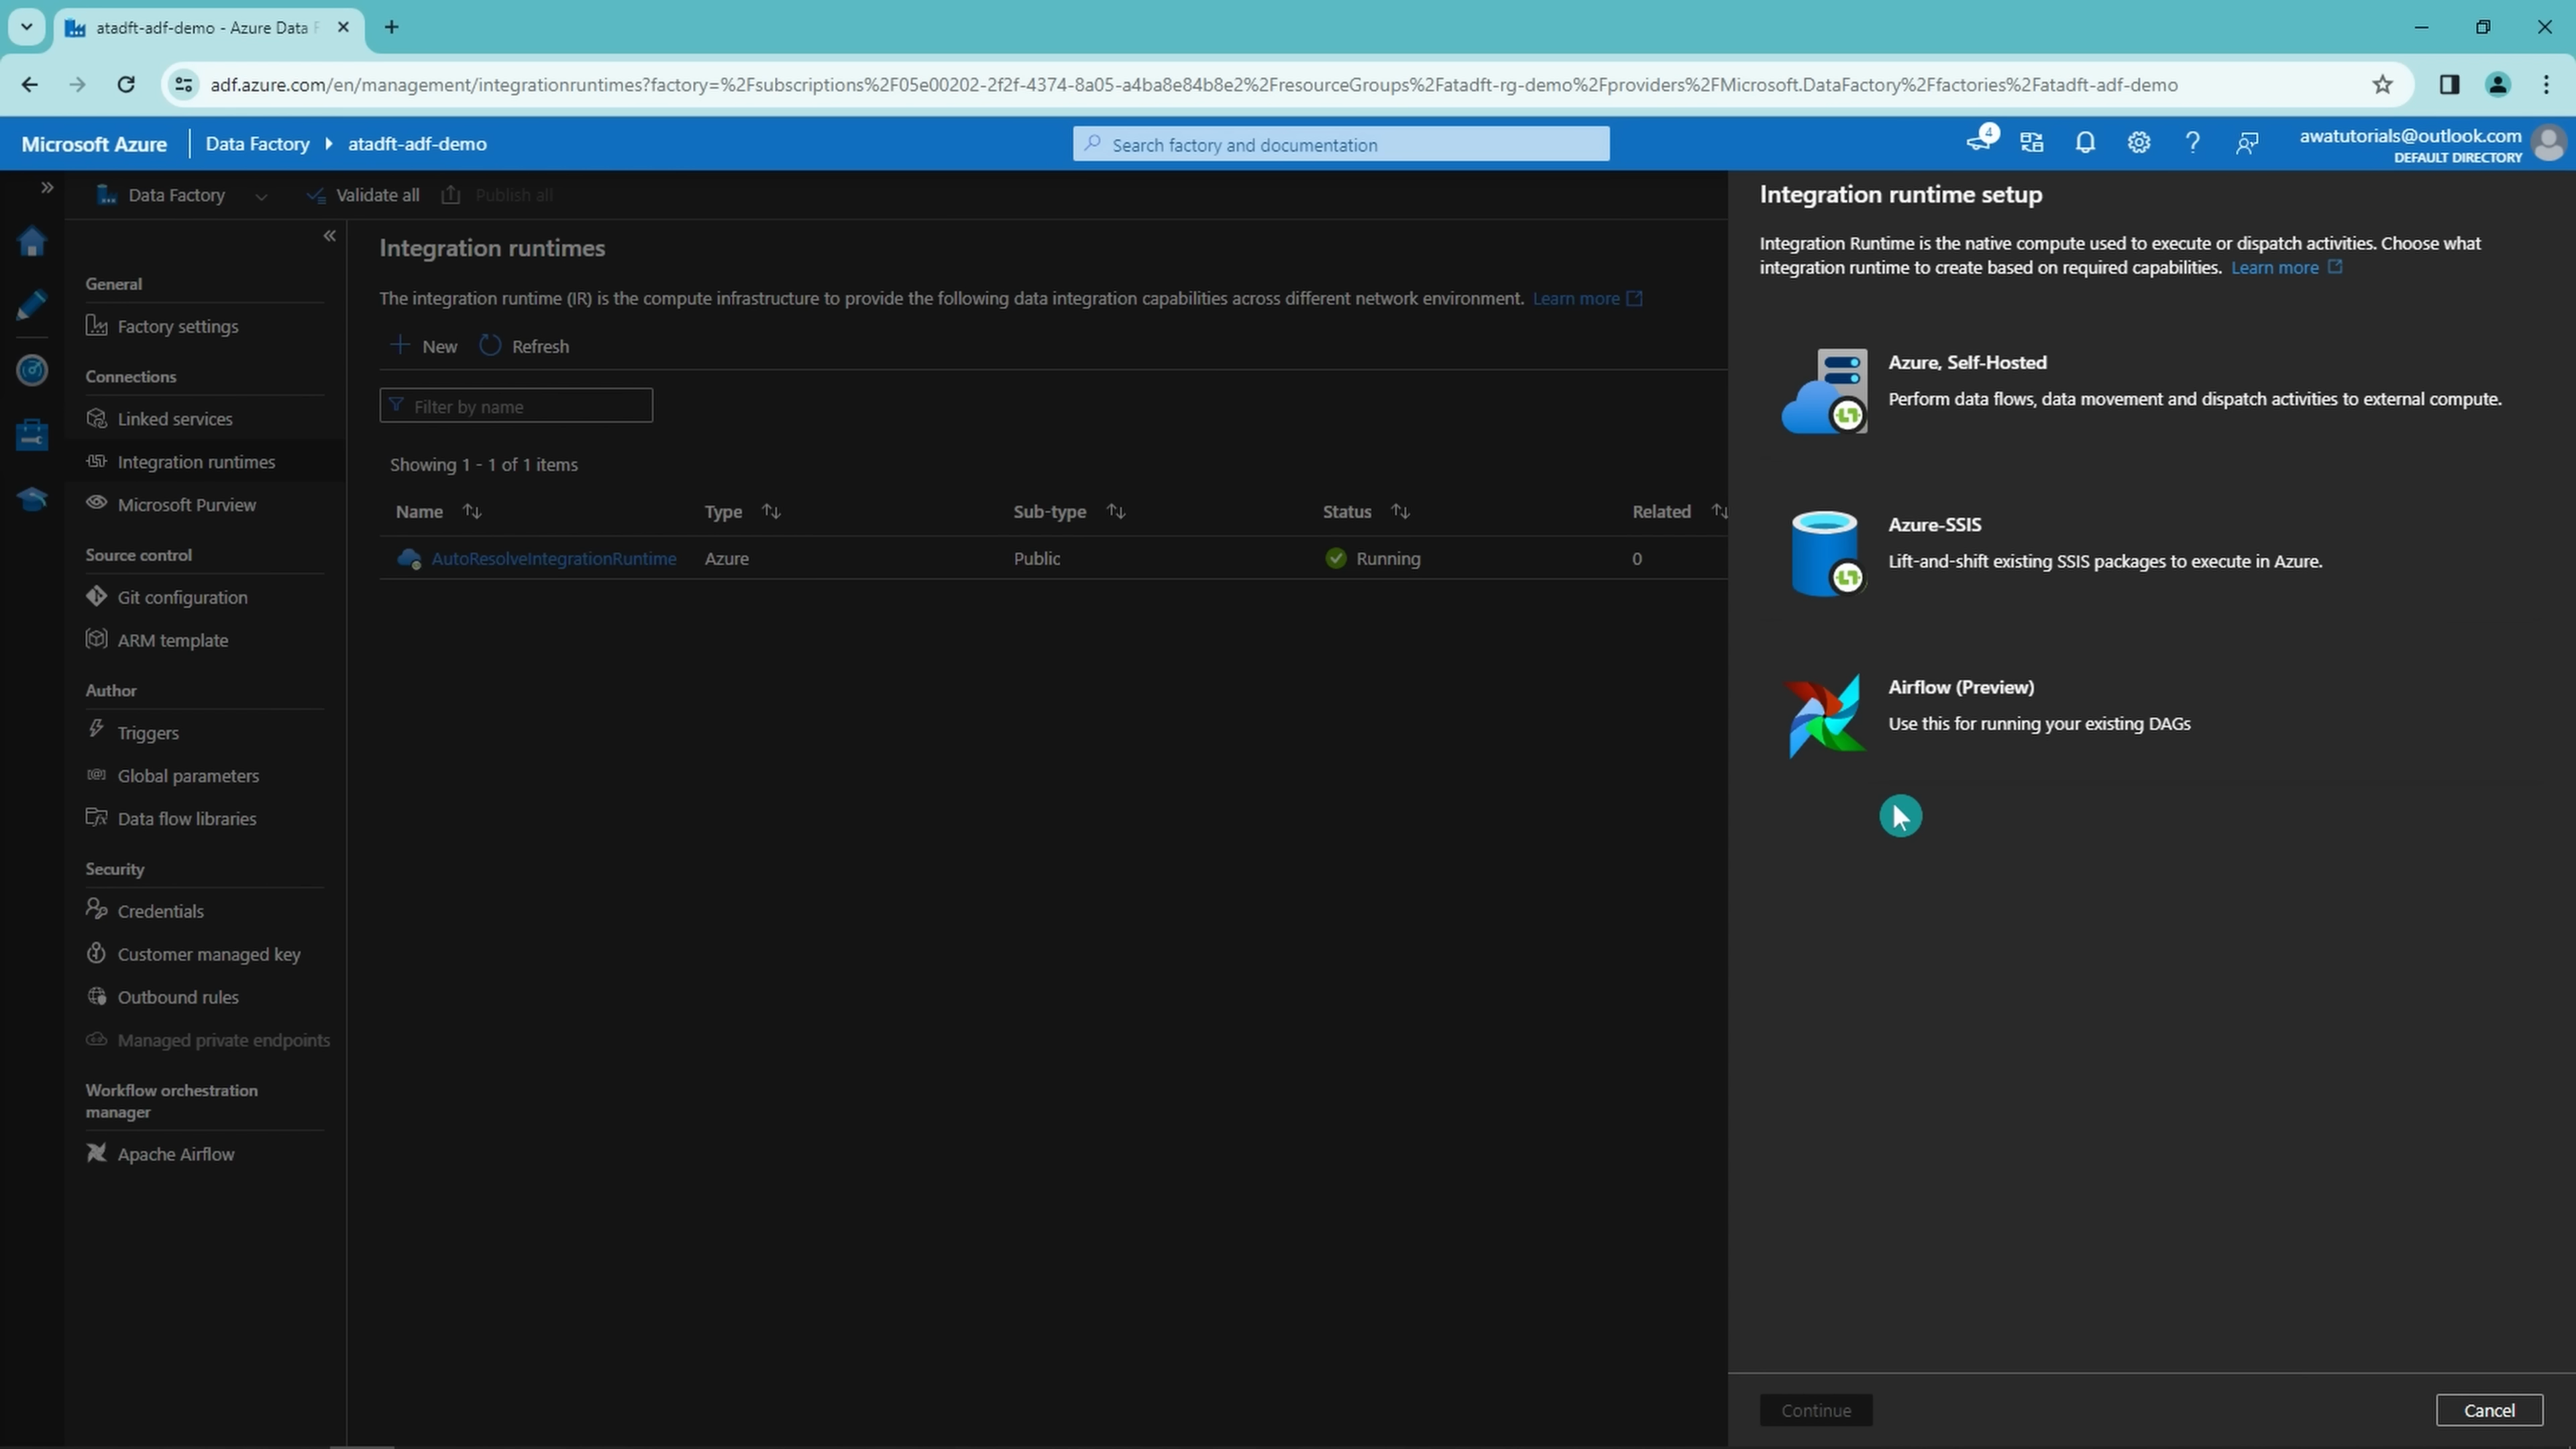 atadft-adf-demo - Azure Data F
adf.azure.com/en/management/integrationruntimes?factory=%2Fsubscriptions%2F05e00202-2f2f-4374-8a05-a4ba8e84b8e2%2FresourceGroups%2Fatadft-rg-demo%2Fproviders%2FMicrosoft.DataFactory%2Ffactories%2Fatadft-adf-demo
Microsoft Azure
Data Factory
atadft-adf-demo
Search factory and documentation
4
awatutorials@outlook.com
DEFAULT DIRECTORY
Data Factory
Validate all
Publish all
General
Factory settings
Connections
Linked services
Integration runtimes
Microsoft Purview
Source control
Git configuration
ARM template
Author
Triggers
Global parameters
Data flow libraries
Security
Credentials
Customer managed key
Outbound rules
Managed private endpoints
Workflow orchestration
manager
Apache Airflow
Integration runtimes
The integration runtime (IR) is the compute infrastructure to provide the following data integration capabilities across different network environment. Learn more
New
Refresh
Filter by name
Showing 1 - 1 of 1 items
Name Type Sub-type Status Related
AutoResolveIntegrationRuntime Azure Public Running 0
Integration runtime setup
Integration Runtime is the native compute used to execute or dispatch activities. Choose what
integration runtime to create based on required capabilities. Learn more
Azure, Self-Hosted
Perform data flows, data movement and dispatch activities to external compute.
Azure-SSIS
Lift-and-shift existing SSIS packages to execute in Azure.
Airflow (Preview)
Use this for running your existing DAGs
Continue
Cancel